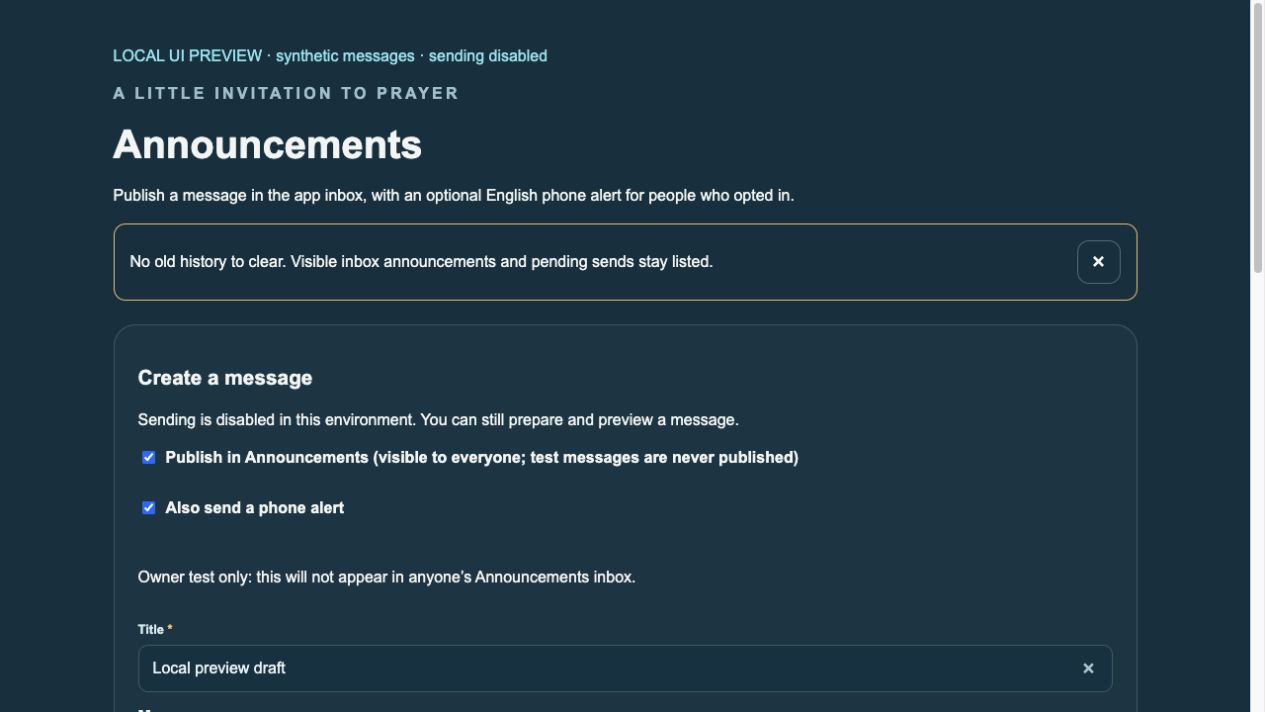 LOCAL UI PREVIEW · synthetic messages · sending disabled
A LITTLE INVITATION TO PRAYER
Announcements
Publish a message in the app inbox, with an optional English phone alert for people who opted in.
No old history to clear. Visible inbox announcements and pending sends stay listed.
×
Create a message
Sending is disabled in this environment. You can still prepare and preview a message.
Publish in Announcements (visible to everyone; test messages are never published)
Also send a phone alert
Owner test only: this will not appear in anyone's Announcements inbox.
Title *
Local preview draft
×